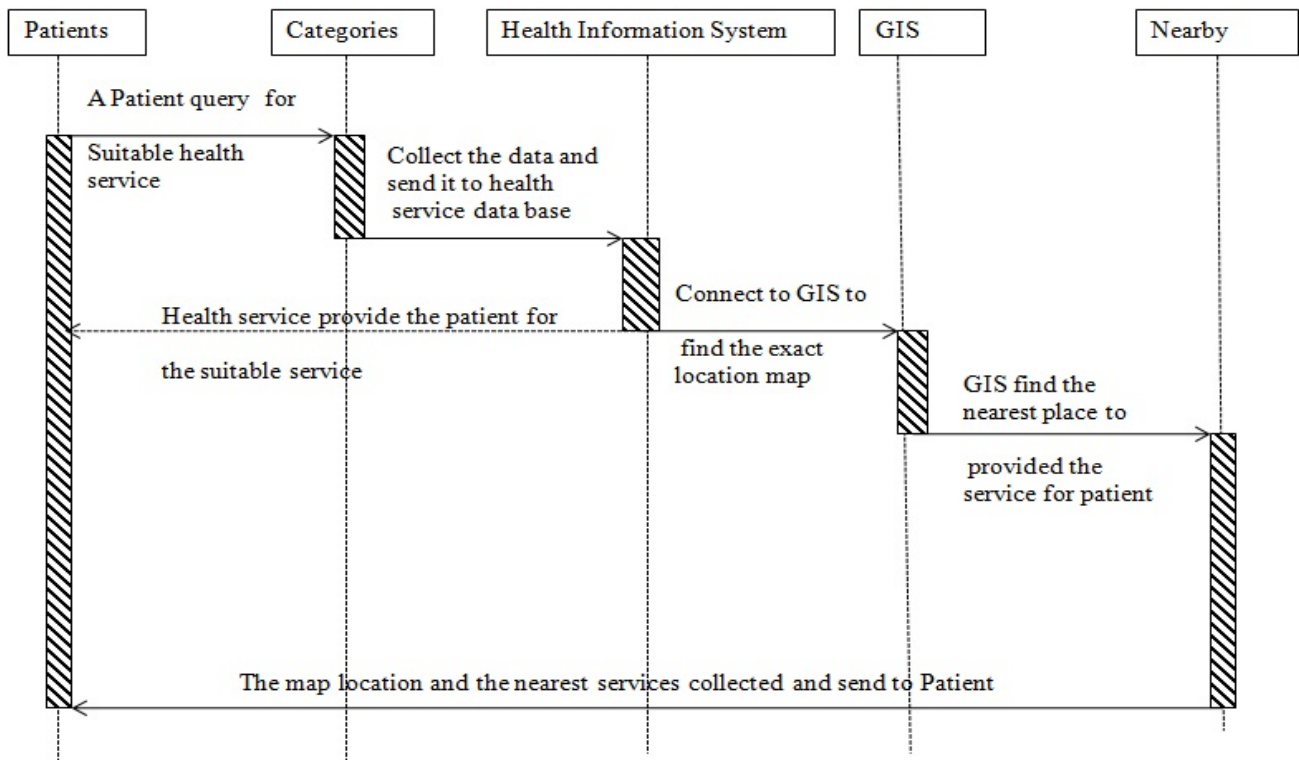 Patients
Categories
Health Information System
GIS
Nearby
A Patient query for
Suitable health
service
Collect the data and
send it to health
service data base
Connect to GIS to
find the exact
location map
Health service provide the patient for
the suitable service
GIS find the
nearest place to
provided the
service for patient
The map location and the nearest services collected and send to Patient